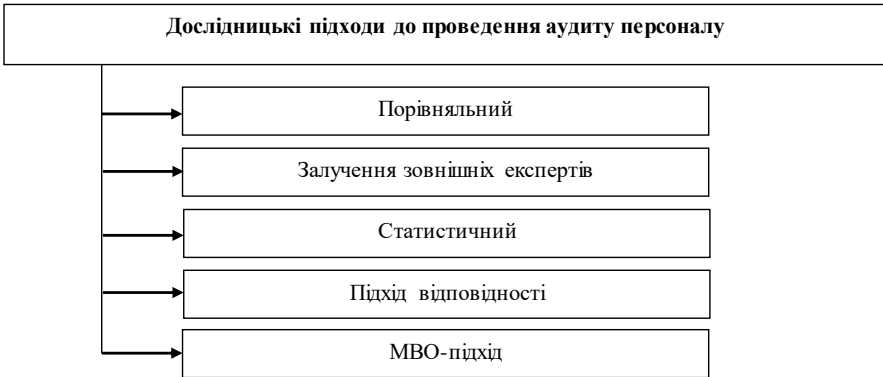 Дослідницькі підходи до проведення аудиту персоналу
Порівняльний
Залучення зовнішніх експертів
Статистичний
Підхід відповідності
МВО-підхід